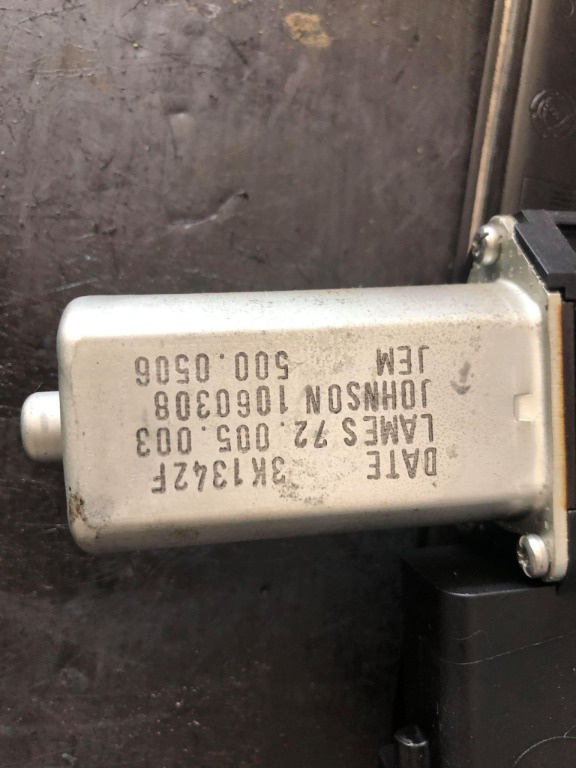 DATE 3K1342F
LAMES 72.005.003
JOHNSON 1060308
JEM 500.0506